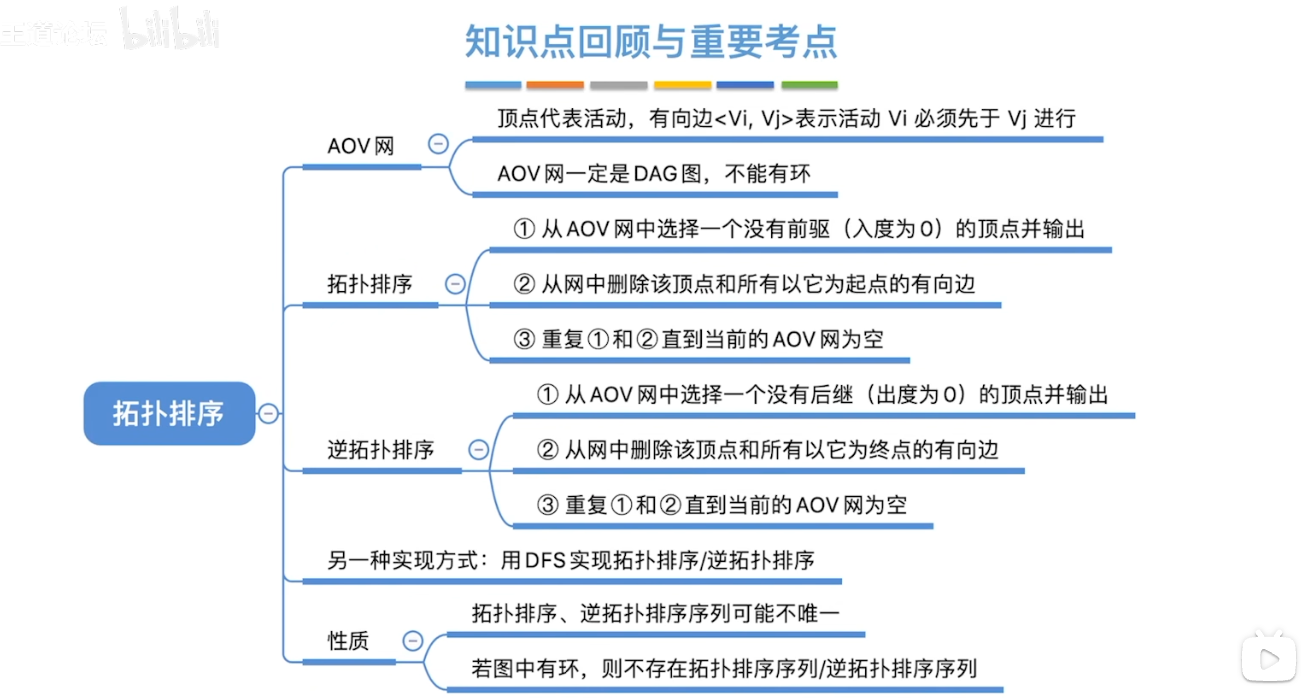 bilibili
知识点回顾与重要考点
AOV网
顶点代表活动，有向边<Vi, Vj>表示活动 Vi 必须先于 Vj 进行
AOV网一定是DAG图，不能有环
拓扑排序
① 从AOV网中选择一个没有前驱（入度为0）的顶点并输出
② 从网中删除该顶点和所有以它为起点的有向边
③ 重复①和②直到当前的AOV网为空
拓扑排序
逆拓扑排序
① 从AOV网中选择一个没有后继（出度为0）的顶点并输出
② 从网中删除该顶点和所有以它为终点的有向边
③ 重复①和②直到当前的AOV网为空
另一种实现方式：用DFS实现拓扑排序/逆拓扑排序
性质
拓扑排序、逆拓扑排序序列可能不唯一
若图中有环，则不存在拓扑排序序列/逆拓扑排序序列